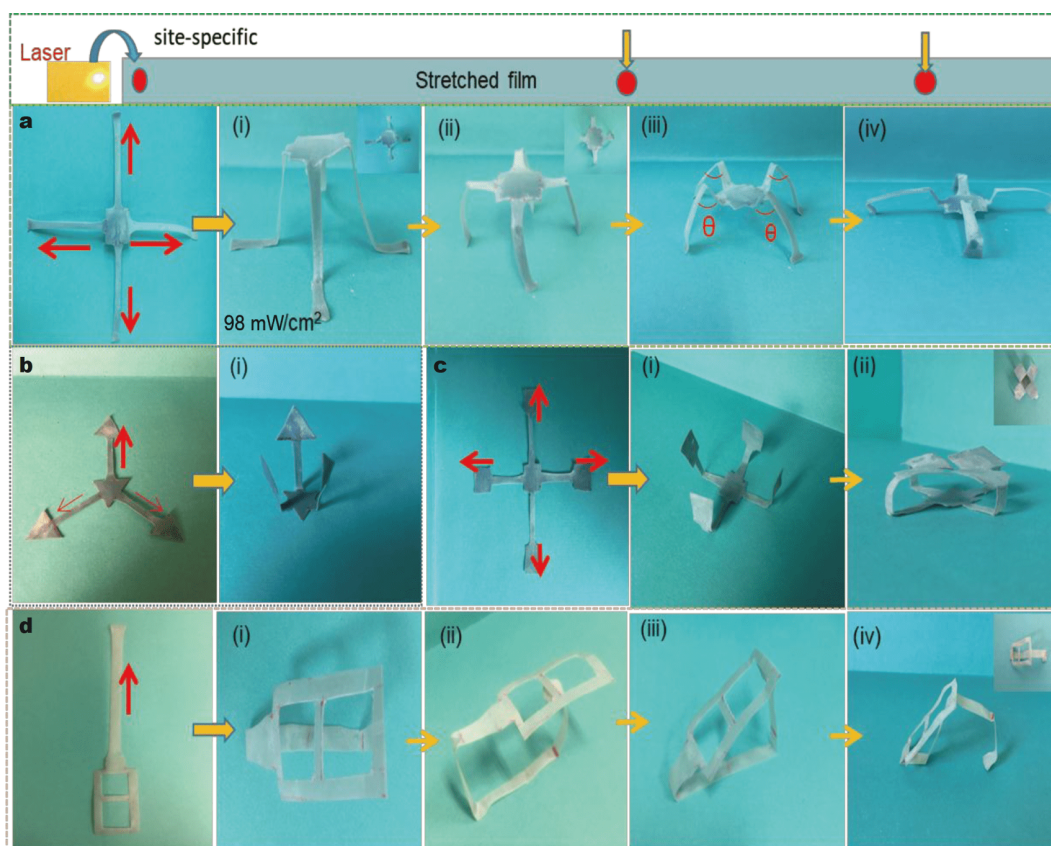 site-specific
Laser
Stretched film
a
(i)
(ii)
(iii)
(iv)
θ
θ
98 mW/cm²
b
(i)
c
(i)
(ii)
d
(i)
(ii)
(iii)
(iv)